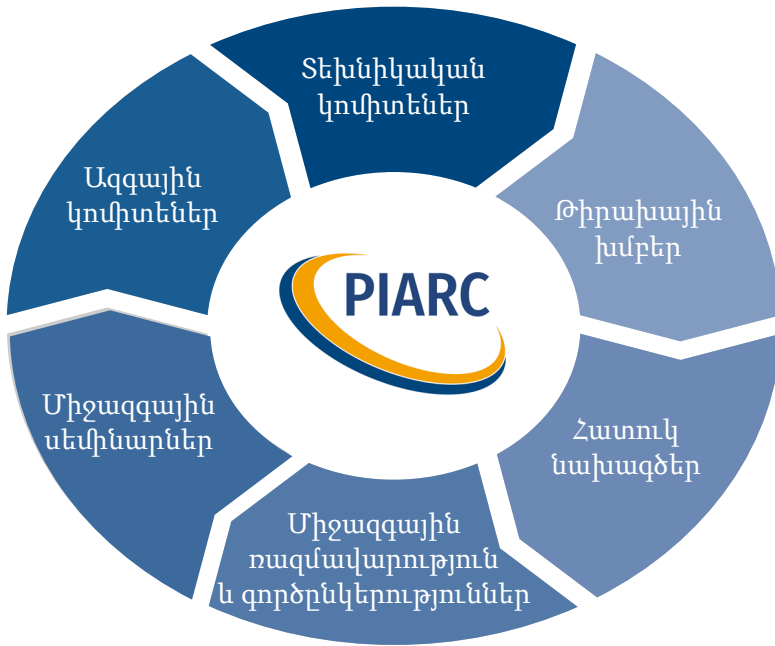 Տեխնիկական
կոմիտեներ
Թիրախային
խմբեր
Հատուկ
նախագծեր
Միջազգային
ռազմավարություն
և գործընկերություններ
Միջազգային
սեմինարներ
Ազգային
կոմիտեներ
PIARC